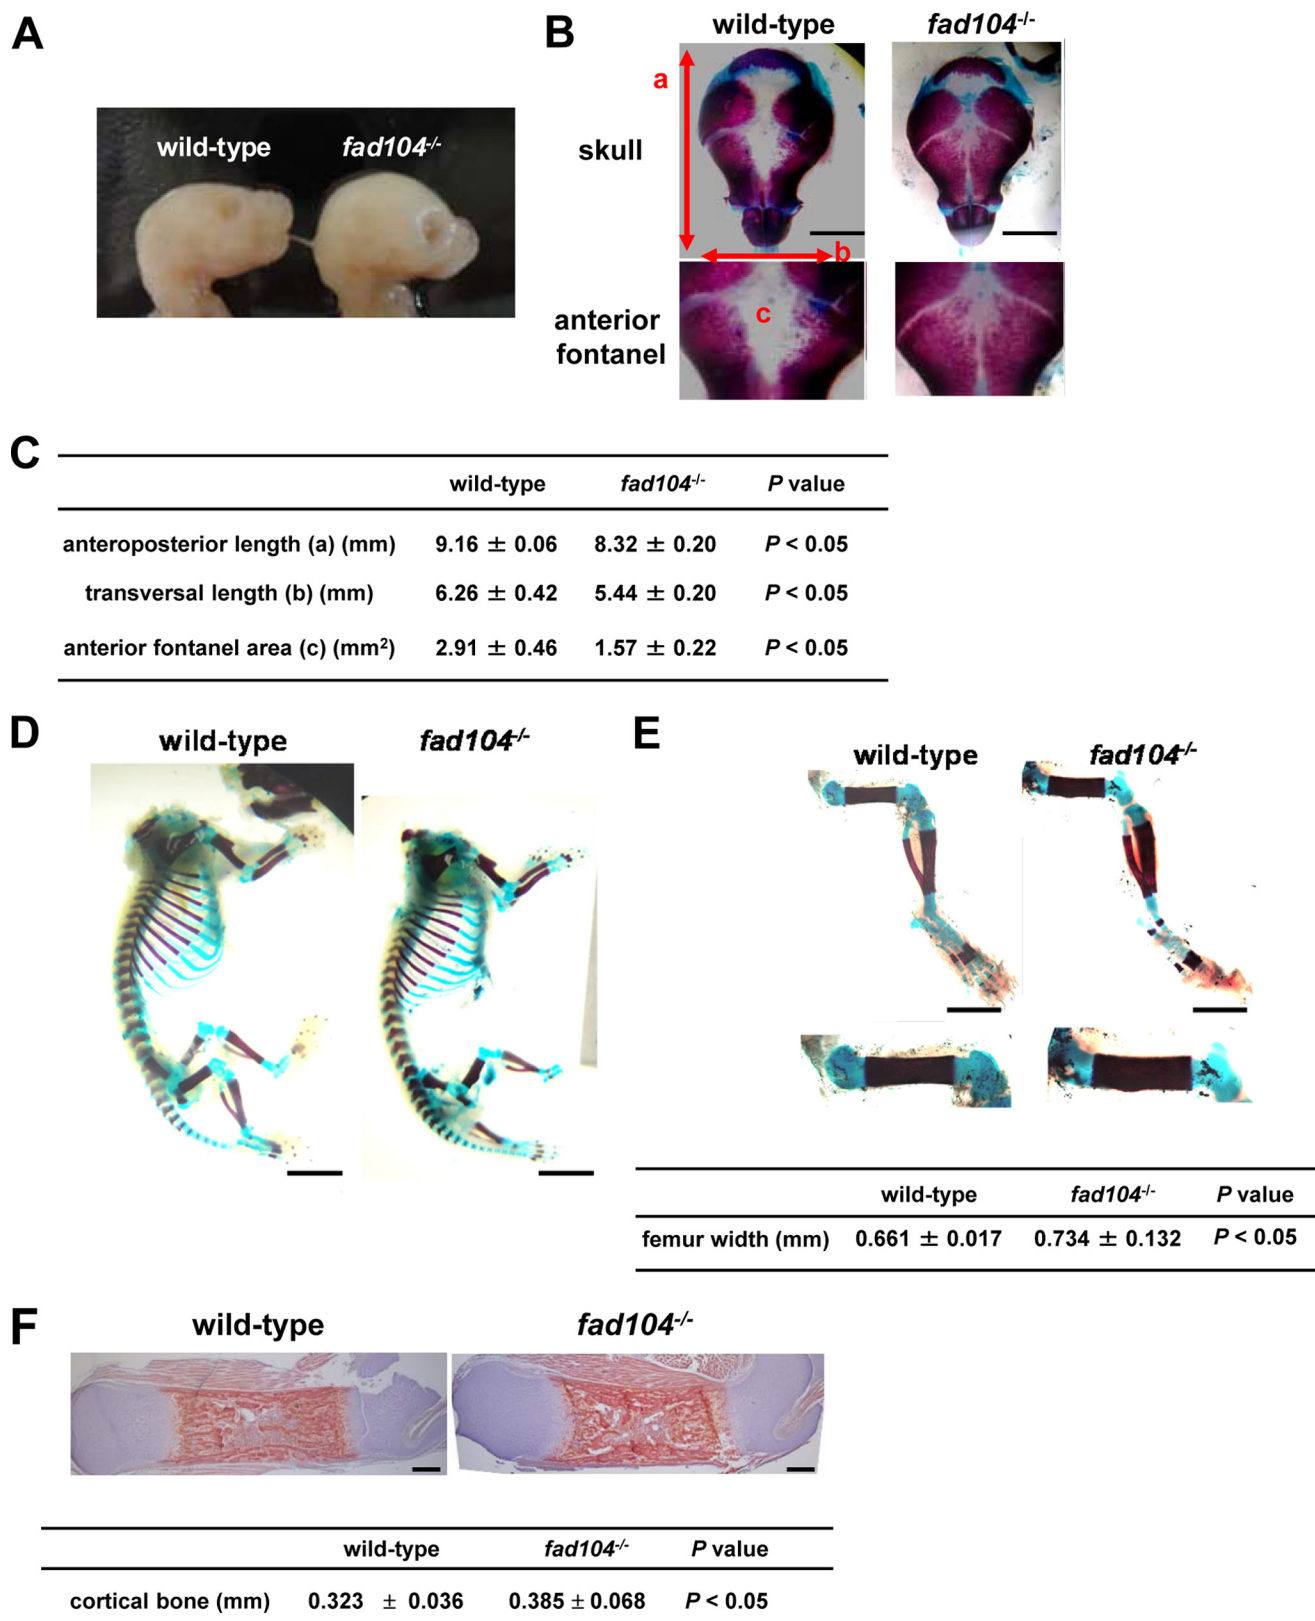 A
wild-type fad104-/-
B
wild-type fad104-/-
a
skull
b
anterior
fontanel
c
C
wild-type fad104-/- P value
anteroposterior length (a) (mm) 9.16 ± 0.06 8.32 ± 0.20 P < 0.05
transversal length (b) (mm) 6.26 ± 0.42 5.44 ± 0.20 P < 0.05
anterior fontanel area (c) (mm2) 2.91 ± 0.46 1.57 ± 0.22 P < 0.05
D
wild-type fad104-/-
E
wild-type fad104-/-
wild-type fad104-/- P value
femur width (mm) 0.661 ± 0.017 0.734 ± 0.132 P < 0.05
F
wild-type fad104-/-
wild-type fad104-/- P value
cortical bone (mm) 0.323 ± 0.036 0.385 ± 0.068 P < 0.05